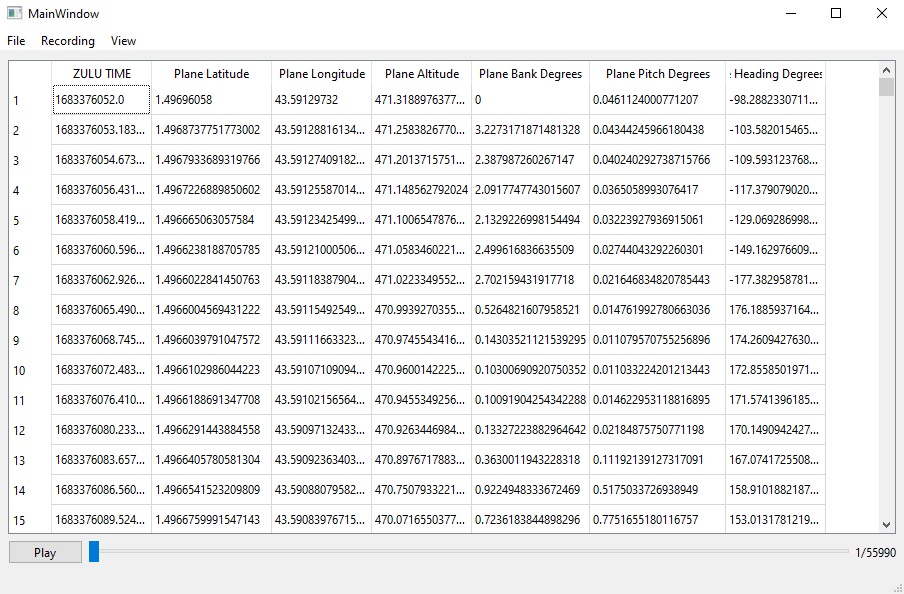 MainWindow
File Recording View
ZULU TIME Plane Latitude Plane Longitude Plane Altitude Plane Bank Degrees Plane Pitch Degrees : Heading Degrees
1 1683376052.0 1.49696058 43.59129732 471.3188976377... 0 0.0461124000771207 -98.2882330711...
2 1683376053.183... 1.4968737751773002 43.59128816134... 471.2583826770... 3.2273171871481328 0.04344245966180438 -103.582015465...
3 1683376054.673... 1.4967933689319766 43.59127409182... 471.2013715751... 2.387987260267147 0.040240292738715766 -109.593123768...
4 1683376056.431... 1.4967226889850602 43.59125587014... 471.148562792024 2.0917747743015607 0.0365058993076417 -117.379079020...
5 1683376058.419... 1.496665063057584 43.59123425499... 471.1006547876... 2.1329226998154494 0.03223927936915061 -129.069286998...
6 1683376060.596... 1.4966238188705785 43.59121000506... 471.0583460221... 2.499616836635509 0.02744043292260301 -149.162976609...
7 1683376062.926... 1.4966022841450763 43.59118387904... 471.0223349552... 2.702159431917718 0.021646834820785443 -177.382958781...
8 1683376065.490... 1.4966004569431222 43.59115492549... 470.9939270355... 0.5264821607958521 0.014761992780663036 176.1885937164...
9 1683376068.745... 1.4966039791047572 43.59111663323... 470.9745543416... 0.14303521121539295 0.011079570755256896 174.2609427630...
10 1683376072.483... 1.4966102986044223 43.59107109094... 470.9600142225... 0.10300690920750352 0.011033224201213443 172.8558501971...
11 1683376076.410... 1.4966188691347708 43.59102156564... 470.9455349256... 0.10091904254342288 0.014622953118816895 171.5741396185...
12 1683376080.233... 1.4966291443884558 43.59097132433... 470.9263446984... 0.13327223882964642 0.02184875750771198 170.1490942427...
13 1683376083.657... 1.4966405780581304 43.59092363403... 470.8976717883... 0.3630011943228318 0.11192139127317091 167.0741725508...
14 1683376086.560... 1.4966541523209809 43.59088079582... 470.7507933221... 0.9224948333672469 0.5175033726938949 158.9101882187...
15 1683376089.524... 1.4966759991547143 43.59083976715... 470.0716550377... 0.7236183844898296 0.7751655180116757 153.0131781219...
Play 1/55990